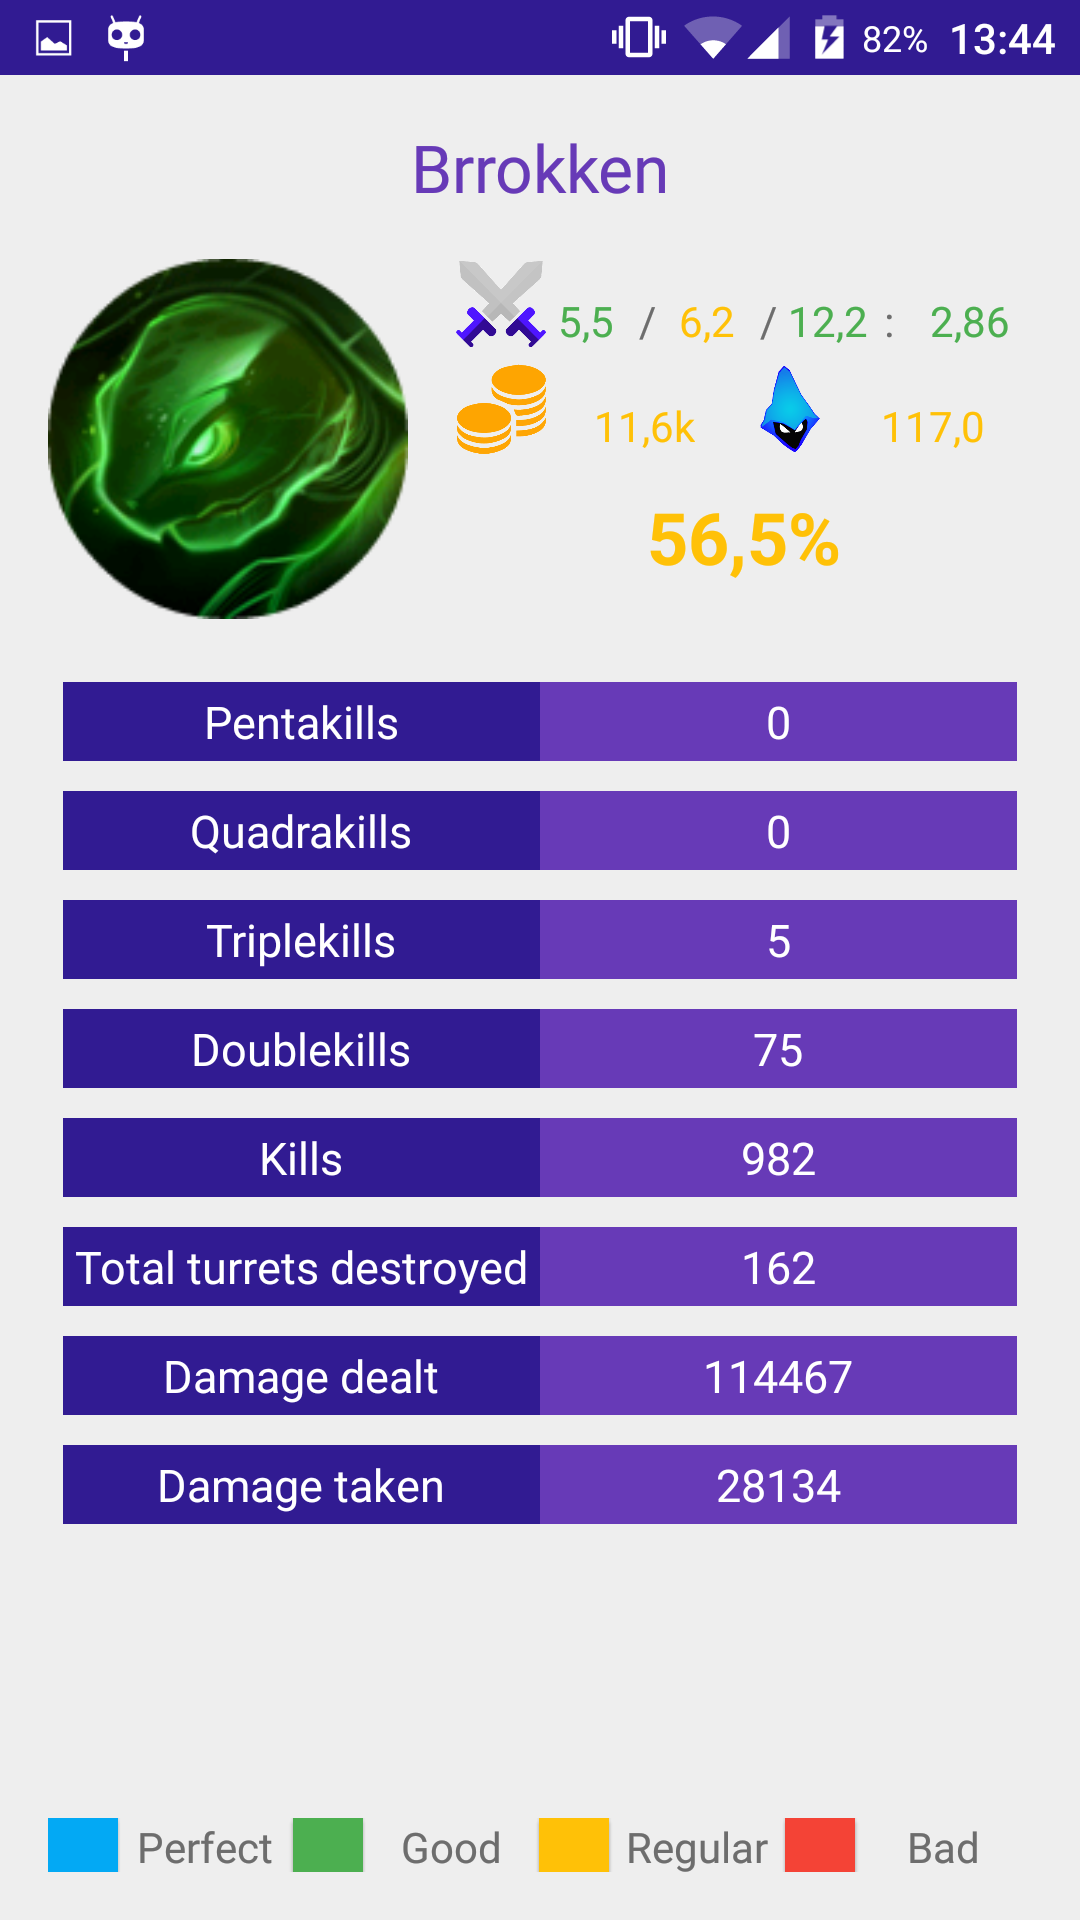 82% 13:44
Brrokken
5,5 / 6,2 / 12,2 : 2,86
11,6k 117,0
56,5%
Pentakills 0
Quadrakills 0
Triplekills 5
Doublekills 75
Kills 982
Total turrets destroyed 162
Damage dealt 114467
Damage taken 28134
Perfect Good Regular Bad